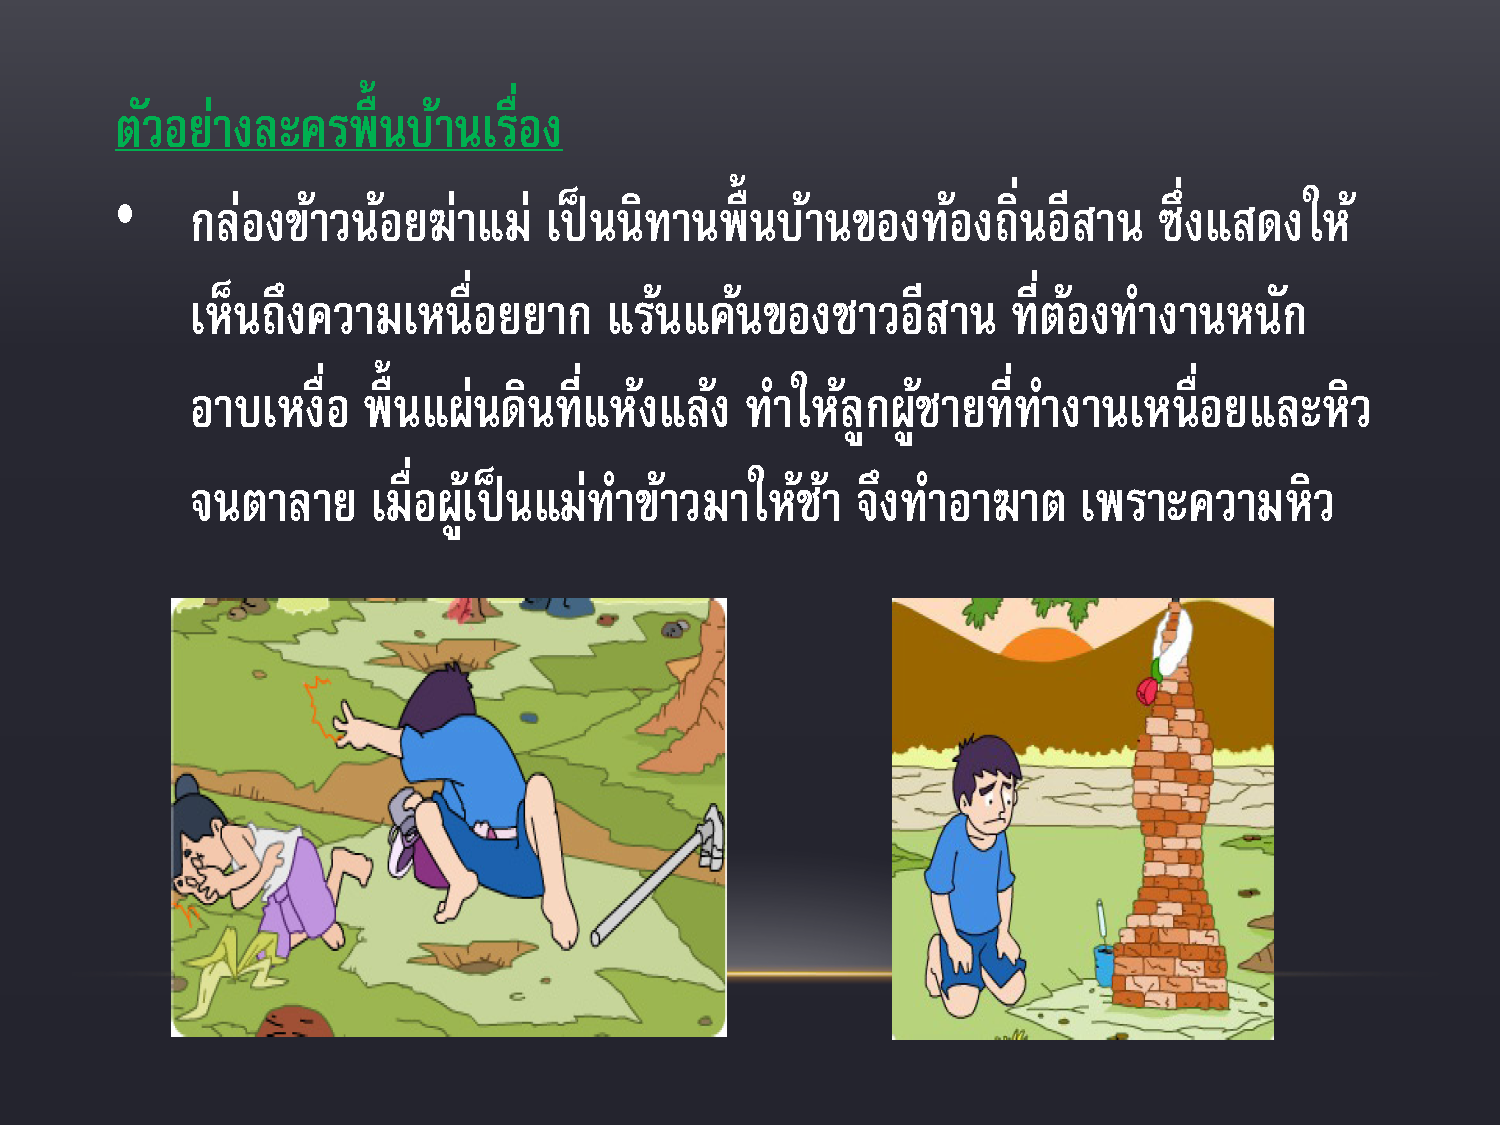 ตัวอย่างละครพื้นบ้านเรื่อง
• กล่องข้าวน้อยฆ่าแม่ เป็นนิทานพื้นบ้านของท้องถิ่นอีสาน ซึ่งแสดงให้
เห็นถึงความเหนื่อยยาก แร้นแค้นของชาวอีสาน ที่ต้องทำงานหนัก
อาบเหงื่อ พื้นแผ่นดินที่แห้งแล้ง ทำให้ลูกผู้ชายที่ทำงานเหนื่อยและหิว
จนตาลาย เมื่อผู้เป็นแม่ทำข้าวมาให้ช้า จึงทำอาฆาต เพราะความหิว